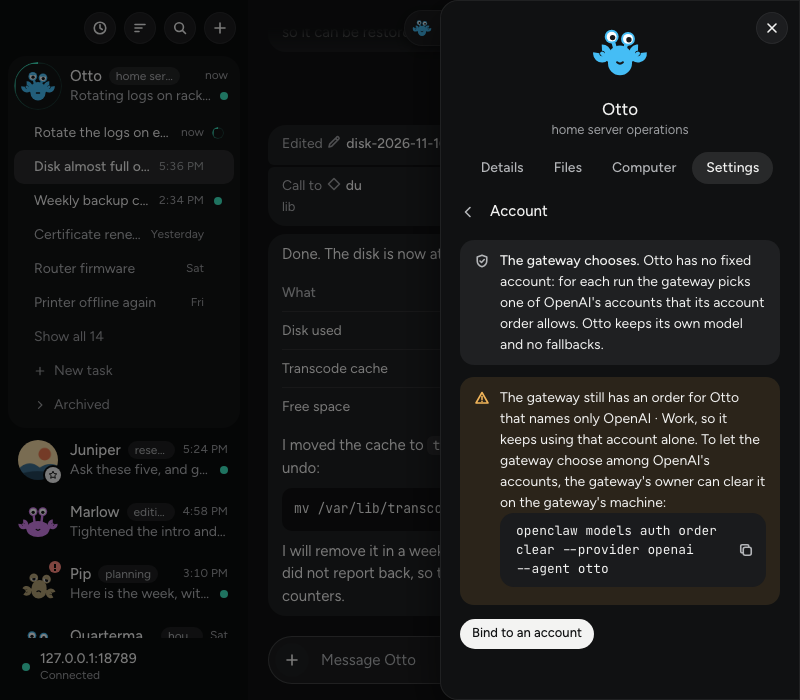 Otto
home ser...
now
Rotating logs on rack...
Rotate the logs on e...
now
Disk almost full o...
5:36 PM
Weekly backup c...
2:34 PM
Certificate rene...
Yesterday
Router firmware
Sat
Printer offline again
Fri
Show all 14
+ New task
Archived
Juniper
rese...
5:24 PM
Ask these five, and g...
Marlow
editi...
4:58 PM
Tightened the intro and...
Pip
planning
3:10 PM
Here is the week, wit...
Quarterma
hou
Sat
127.0.0.1:18789
Connected
so it can be restor
Edited disk-2026-11-1
Call to du
lib
Done. The disk is now at
What
Disk used
Transcode cache
Free space
I moved the cache to
undo:
mv /var/lib/transco
I will remove it in a week
did not report back, so t
counters.
Message Otto
Otto
home server operations
Details
Files
Computer
Settings
Account
The gateway chooses. Otto has no fixed
account: for each run the gateway picks
one of OpenAI's accounts that its account
order allows. Otto keeps its own model
and no fallbacks.
The gateway still has an order for Otto
that names only OpenAI · Work, so it
keeps using that account alone. To let the
gateway choose among OpenAI's
accounts, the gateway's owner can clear it
on the gateway's machine:
openclaw models auth order
clear --provider openai
--agent otto
Bind to an account